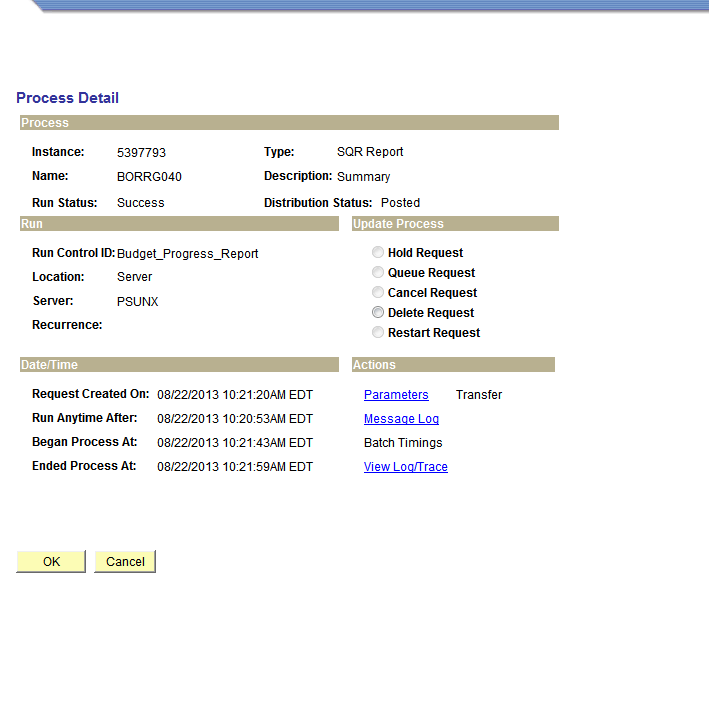 Process Detail
Process
Instance: 5397793 Type: SQR Report
Name: BORRG040 Description: Summary
Run Status: Success Distribution Status: Posted
Run Update Process
Run Control ID: Budget_Progress_Report Hold Request
Location: Server Queue Request
Server: PSUNX Cancel Request
Recurrence: Delete Request
Restart Request
Date/Time Actions
Request Created On: 08/22/2013 10:21:20AM EDT Parameters Transfer
Run Anytime After: 08/22/2013 10:20:53AM EDT Message Log
Began Process At: 08/22/2013 10:21:43AM EDT Batch Timings
Ended Process At: 08/22/2013 10:21:59AM EDT View Log/Trace
OK Cancel